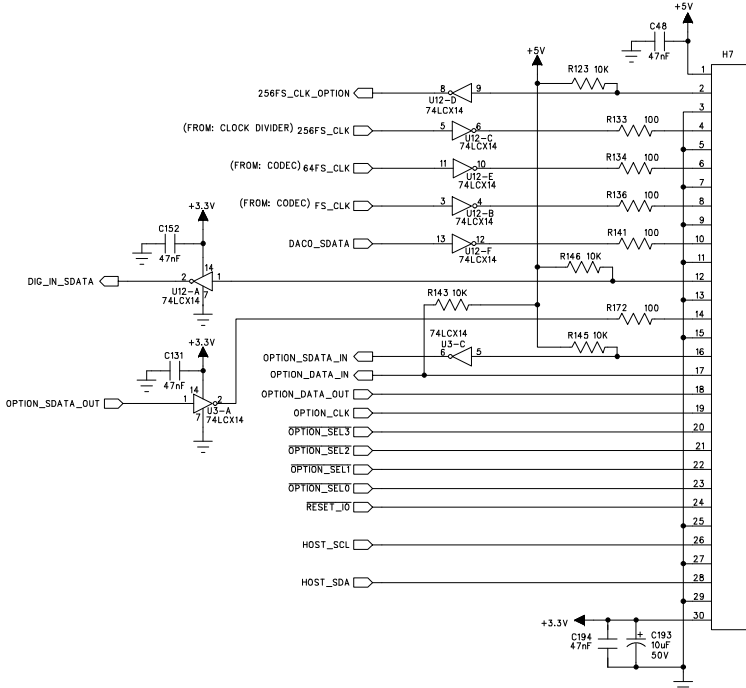 +5V
C48
47nF
H7
+5V
R123 10K
1
256FS_CLK_OPTION
8
9
2
U12-D
74LCX14
3
(FROM: CLOCK DIVIDER) 256FS_CLK
5
6
R133
100
4
U12-C
74LCX14
5
(FROM: CODEC) 64FS_CLK
11
10
R134
100
6
U12-E
74LCX14
7
(FROM: CODEC) FS_CLK
3
4
R136
100
8
U12-B
74LCX14
9
+3.3V
C152
47nF
DACO_SDATA
13
12
R141
100
10
U12-F
74LCX14
11
R146 10K
DIG_IN_SDATA
2
14
1
12
U12-A
74LCX14
7
R143 10K
13
R172
100
14
+3.3V
C131
47nF
74LCX14
U3-C
R145 10K
15
OPTION_SDATA_IN
6
5
16
OPTION_DATA_IN
17
OPTION_DATA_OUT
18
OPTION_SDATA_OUT
1
14
2
U3-A
74LCX14
7
OPTION_CLK
19
OPTION_SEL3
20
OPTION_SEL2
21
OPTION_SEL1
22
OPTION_SEL0
23
RESET_IO
24
25
HOST_SCL
26
27
HOST_SDA
28
29
+3.3V
30
C194
47nF
+
C193
10uF
50V